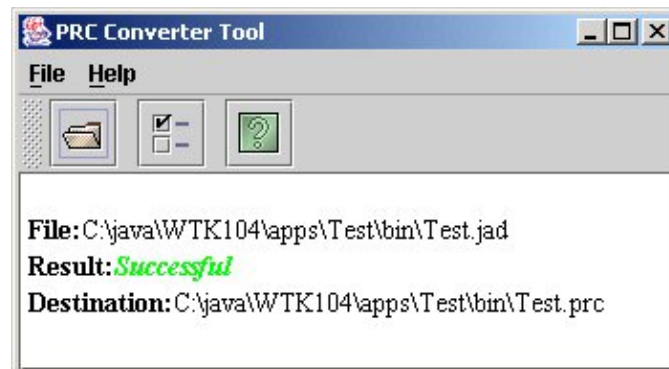 PRC Converter Tool
File Help
?
File:C:\java\WTK104\apps\Test\bin\Test.jad
Result:Successful
Destination:C:\java\WTK104\apps\Test\bin\Test.prc